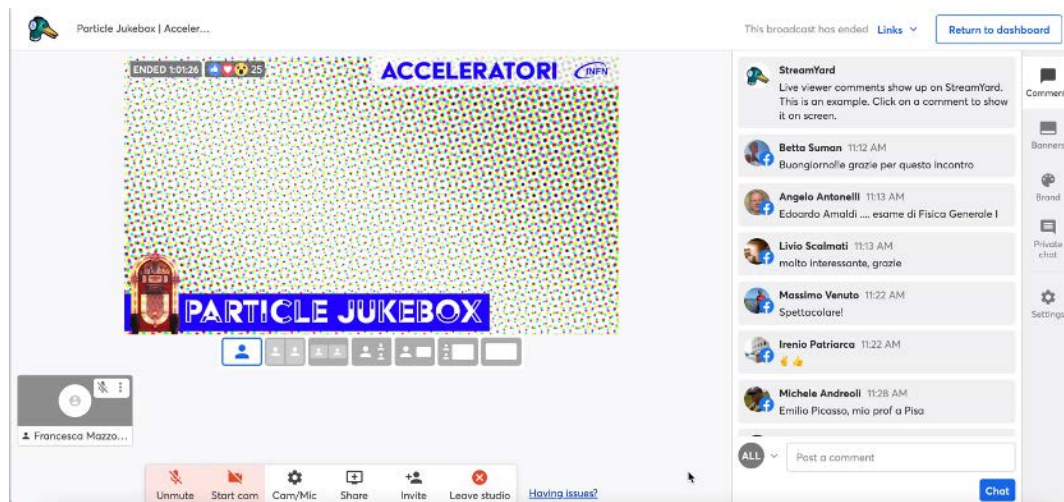 Particle Jukebox | Acceler...
This broadcast has ended Links
Return to dashboard
ENDED 1:01:26
25
ACCELERATORI INFN
PARTICLE JUKEBOX
Francesca Mazzo...
Unmute
Start cam
Cam/Mic
Share
Invite
Leave studio
Having issues?
StreamYard
Live viewer comments show up on StreamYard.
This is an example. Click on a comment to show
it on screen.
Betta Suman 11:12 AM
Buongiorno!!e grazie per questo incontro
Angelo Antonelli 11:13 AM
Edoardo Amaldi .... esame di Fisica Generale I
Livio Scalmati 11:13 AM
molto interessante, grazie
Massimo Venuto 11:22 AM
Spettacolare!
Irenio Patriarca 11:22 AM
✌👍
Michele Andreoli 11:28 AM
Emilio Picasso, mio prof a Pisa
ALL
Post a comment
Chat
Comment
Banners
Brand
Private
chat
Settings